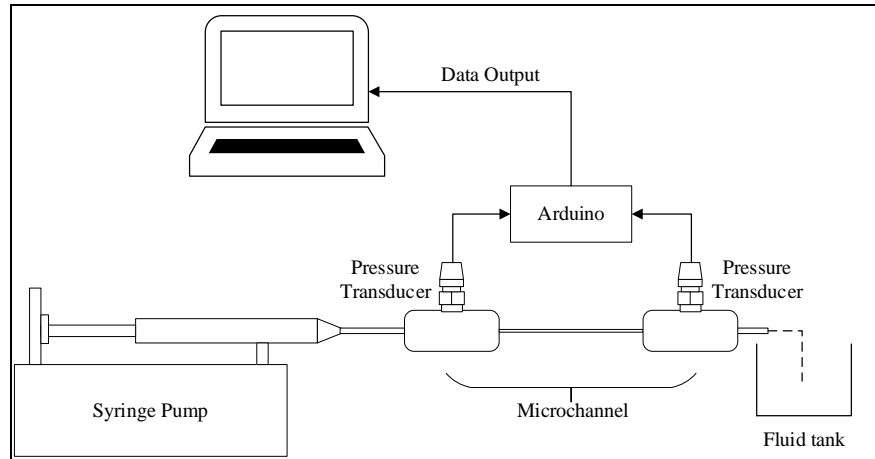 Data Output
Arduino
Pressure
Transducer
Pressure
Transducer
Syringe Pump
Microchannel
Fluid tank